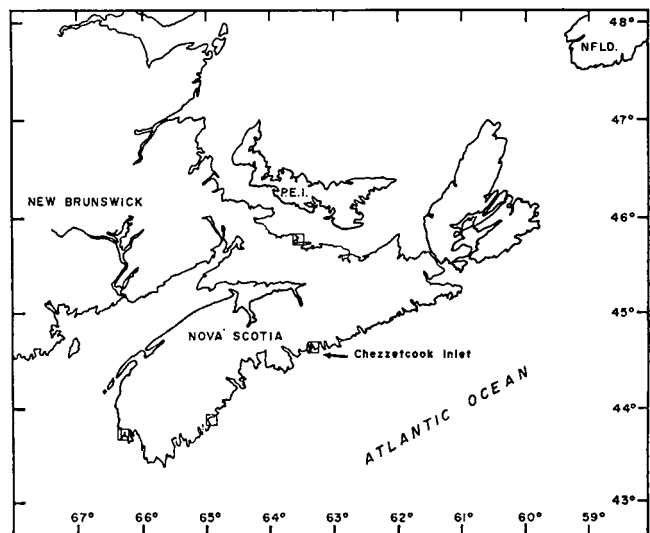 48°
NFLD.
47°
P.E.I.
NEW BRUNSWICK
46°
45°
NOVA SCOTIA
Chezzetcook Inlet
44°
ATLANTIC OCEAN
43°
67° 66° 65° 64° 63° 62° 61° 60° 59°